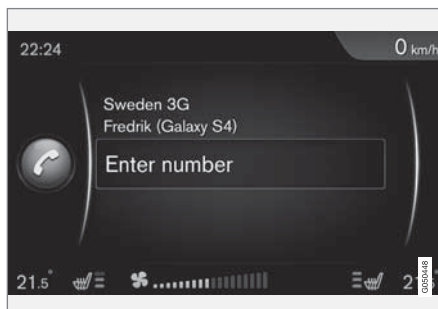 22:24
0 km/h
Sweden 3G
Fredrik (Galaxy S4)
Enter number
21.5°
G050448